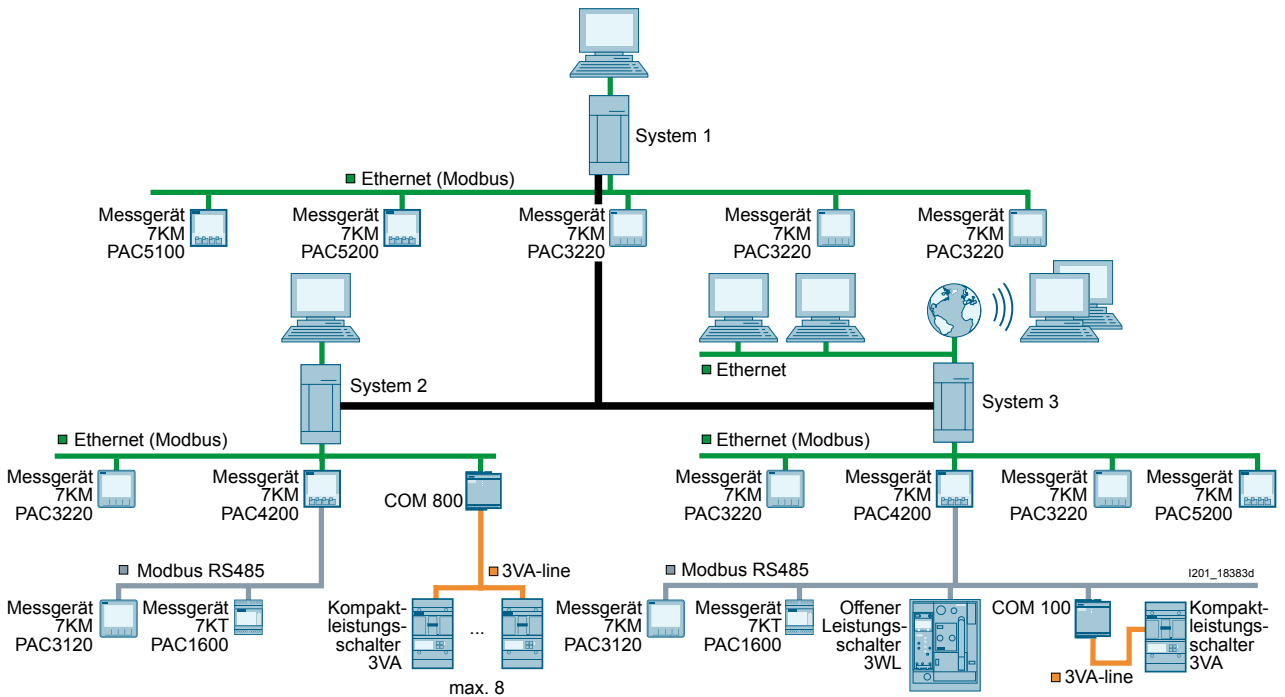 System 1
Ethernet (Modbus)
Messgerät
7KM
PAC5100
Messgerät
7KM
PAC5200
Messgerät
7KM
PAC3220
Messgerät
7KM
PAC3220
Messgerät
7KM
PAC3220
Ethernet
System 2
System 3
Ethernet (Modbus)
Messgerät
7KM
PAC3220
Messgerät
7KM
PAC4200
COM 800
Ethernet (Modbus)
Messgerät
7KM
PAC3220
Messgerät
7KM
PAC4200
Messgerät
7KM
PAC3220
Messgerät
7KM
PAC5200
Modbus RS485
3VA-line
Messgerät
7KM
PAC3120
Messgerät
7KT
PAC1600
Kompakt-
leistungs-
schalter
3VA
...
max. 8
Modbus RS485
I201_18383d
Messgerät
7KM
PAC3120
Messgerät
7KT
PAC1600
Offener
Leistungs-
schalter
3WL
COM 100
3VA-line
Kompakt-
leistungs-
schalter
3VA